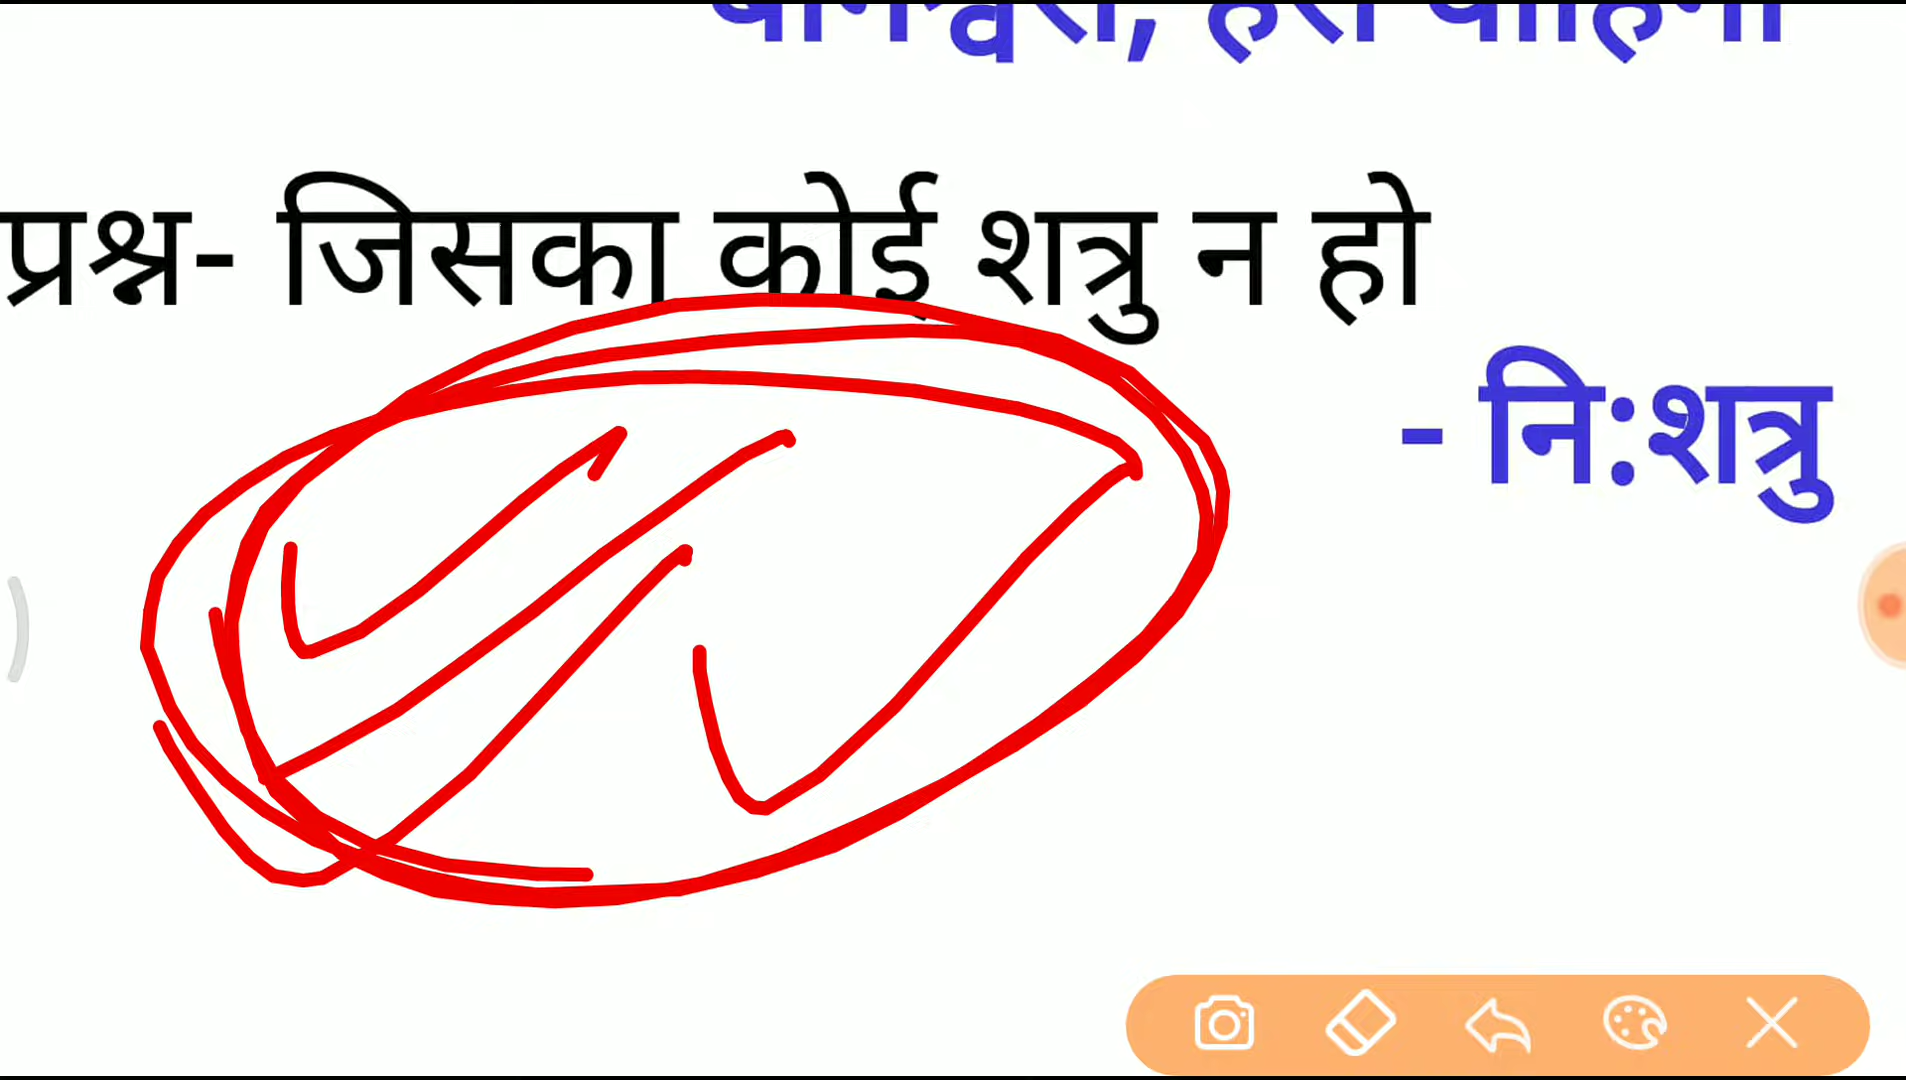 प्रश्न- जिसका कोई शत्रु न हो
- नि:शत्रु